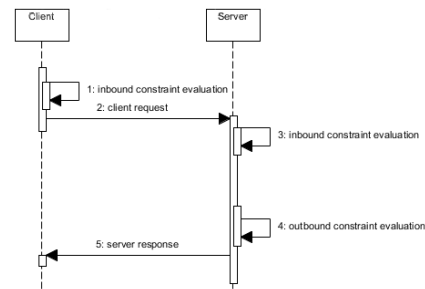 Client
Server
1: inbound constraint evaluation
2: client request
3: inbound constraint evaluation
4: outbound constraint evaluation
5: server response